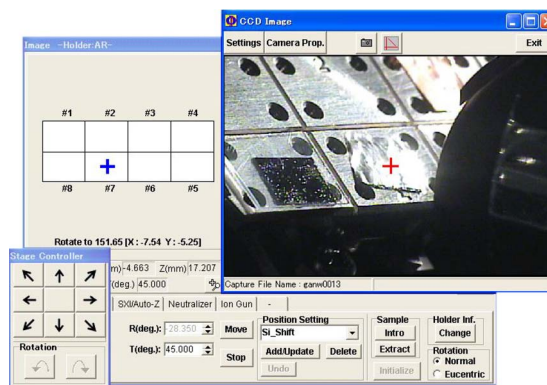 CCD Image
Settings Camera Prop. Exit
Image -Holder:AR-
#1 #2 #3 #4
#8 #7 #6 #5
Rotate to 151.65 [X : -7.54 Y : -5.25]
Stage Controller
m)-4.663 Z(mm) 17.207
(deg.) 45.000
Capture File Name : garw0013
SXI/Auto-Z Neutralizer Ion Gun -
R(deg.): -28.350 Move
T(deg.): 45.000 Stop
Position Setting
Si_Shift
Add/Update Delete
Undo
Sample
Intro
Extract
Initialize
Holder Inf.
Change
Rotation
Normal
Eucentric
Rotation